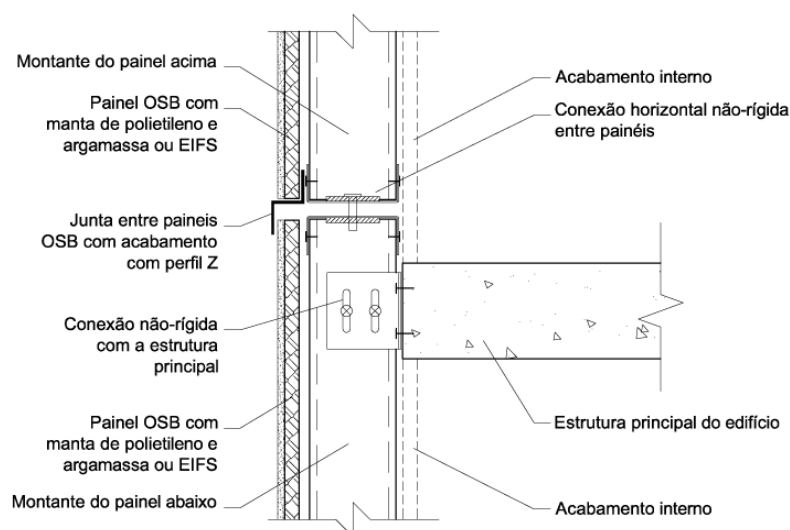 Montante do painel acima
Painel OSB com
manta de polietileno e
argamassa ou EIFS
Junta entre paineis
OSB com acabamento
com perfil Z
Conexão não-rígida
com a estrutura
principal
Painel OSB com
manta de polietileno e
argamassa ou EIFS
Montante do painel abaixo
Acabamento interno
Conexão horizontal não-rígida
entre painéis
Estrutura principal do edifício
Acabamento interno